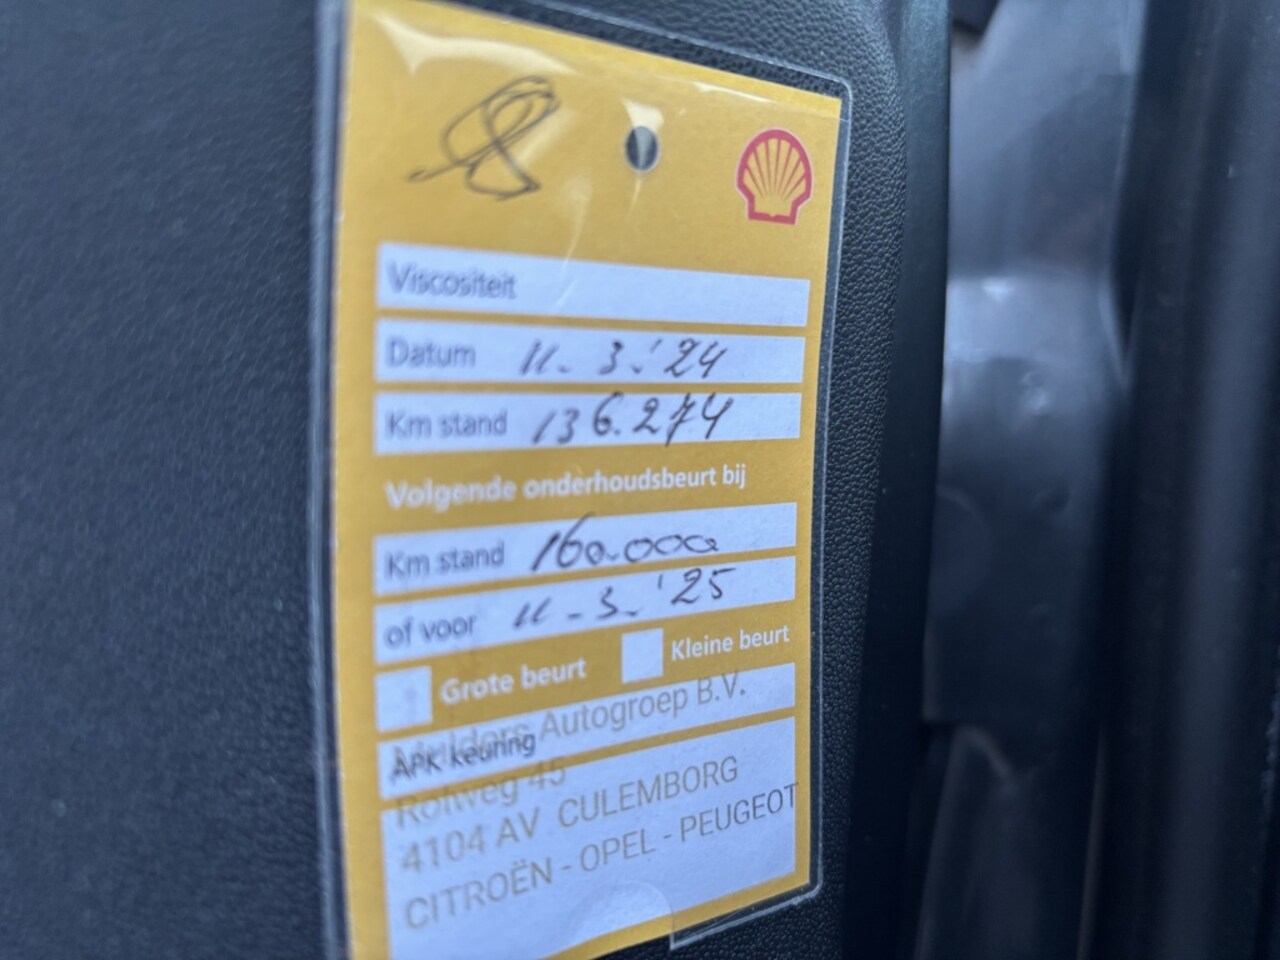 Viscositeit
Datum 11. 3.'24
Km stand 136.274
Volgende onderhoudsbeurt bij
Km stand 160.000
of voor 11-3.'25
Grote beurt Kleine beurt
Autogroep B.V.
APK keuring
Rolweg 45
4104 AV CULEMBORG
CITROËN - OPEL - PEUGEOT